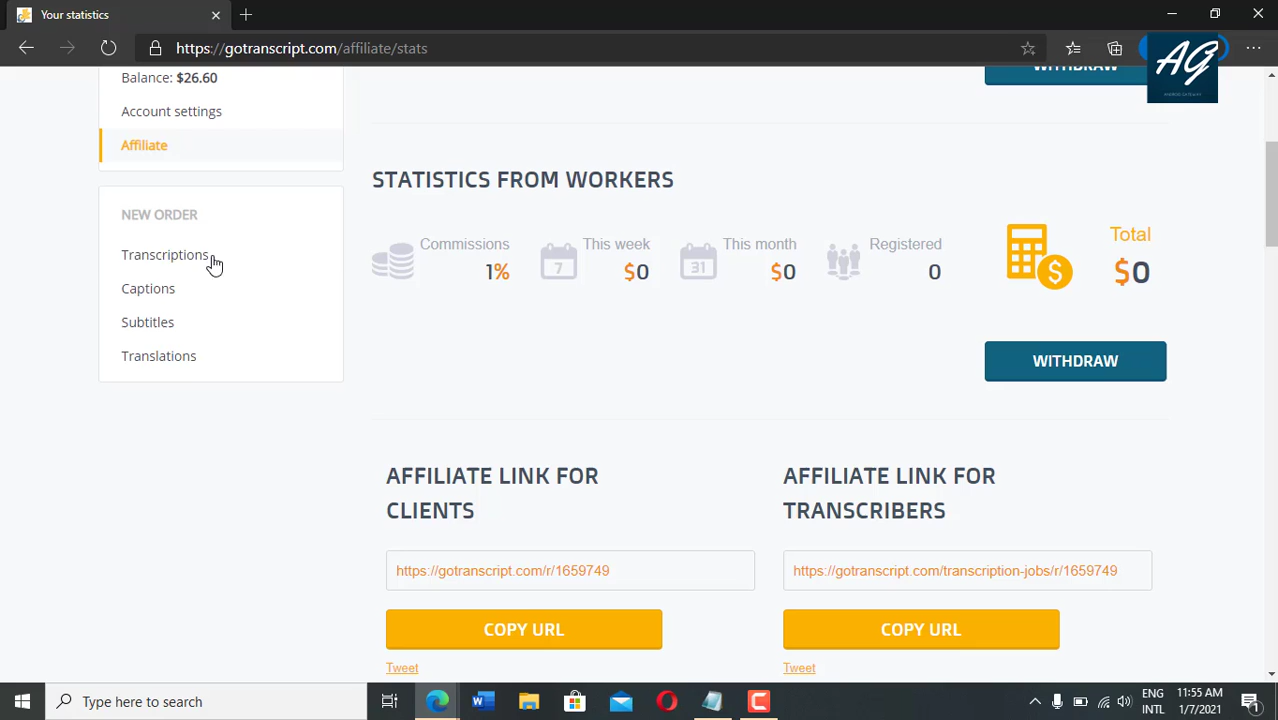 Your statistics
https://gotranscript.com/affiliate/stats
AG
Balance: $26.60
WITHDRAW
Account settings
Affiliate
NEW ORDER
Transcriptions
Captions
Subtitles
Translations
STATISTICS FROM WORKERS
Commissions
1%
This week
7
$0
This month
31
$0
Registered
0
Total
$0
WITHDRAW
AFFILIATE LINK FOR
CLIENTS
https://gotranscript.com/r/1659749
COPY URL
Tweet
AFFILIATE LINK FOR
TRANSCRIBERS
https://gotranscript.com/transcription-jobs/r/1659749
COPY URL
Tweet
Type here to search
ENG
INTL
11:55 AM
1/7/2021
1